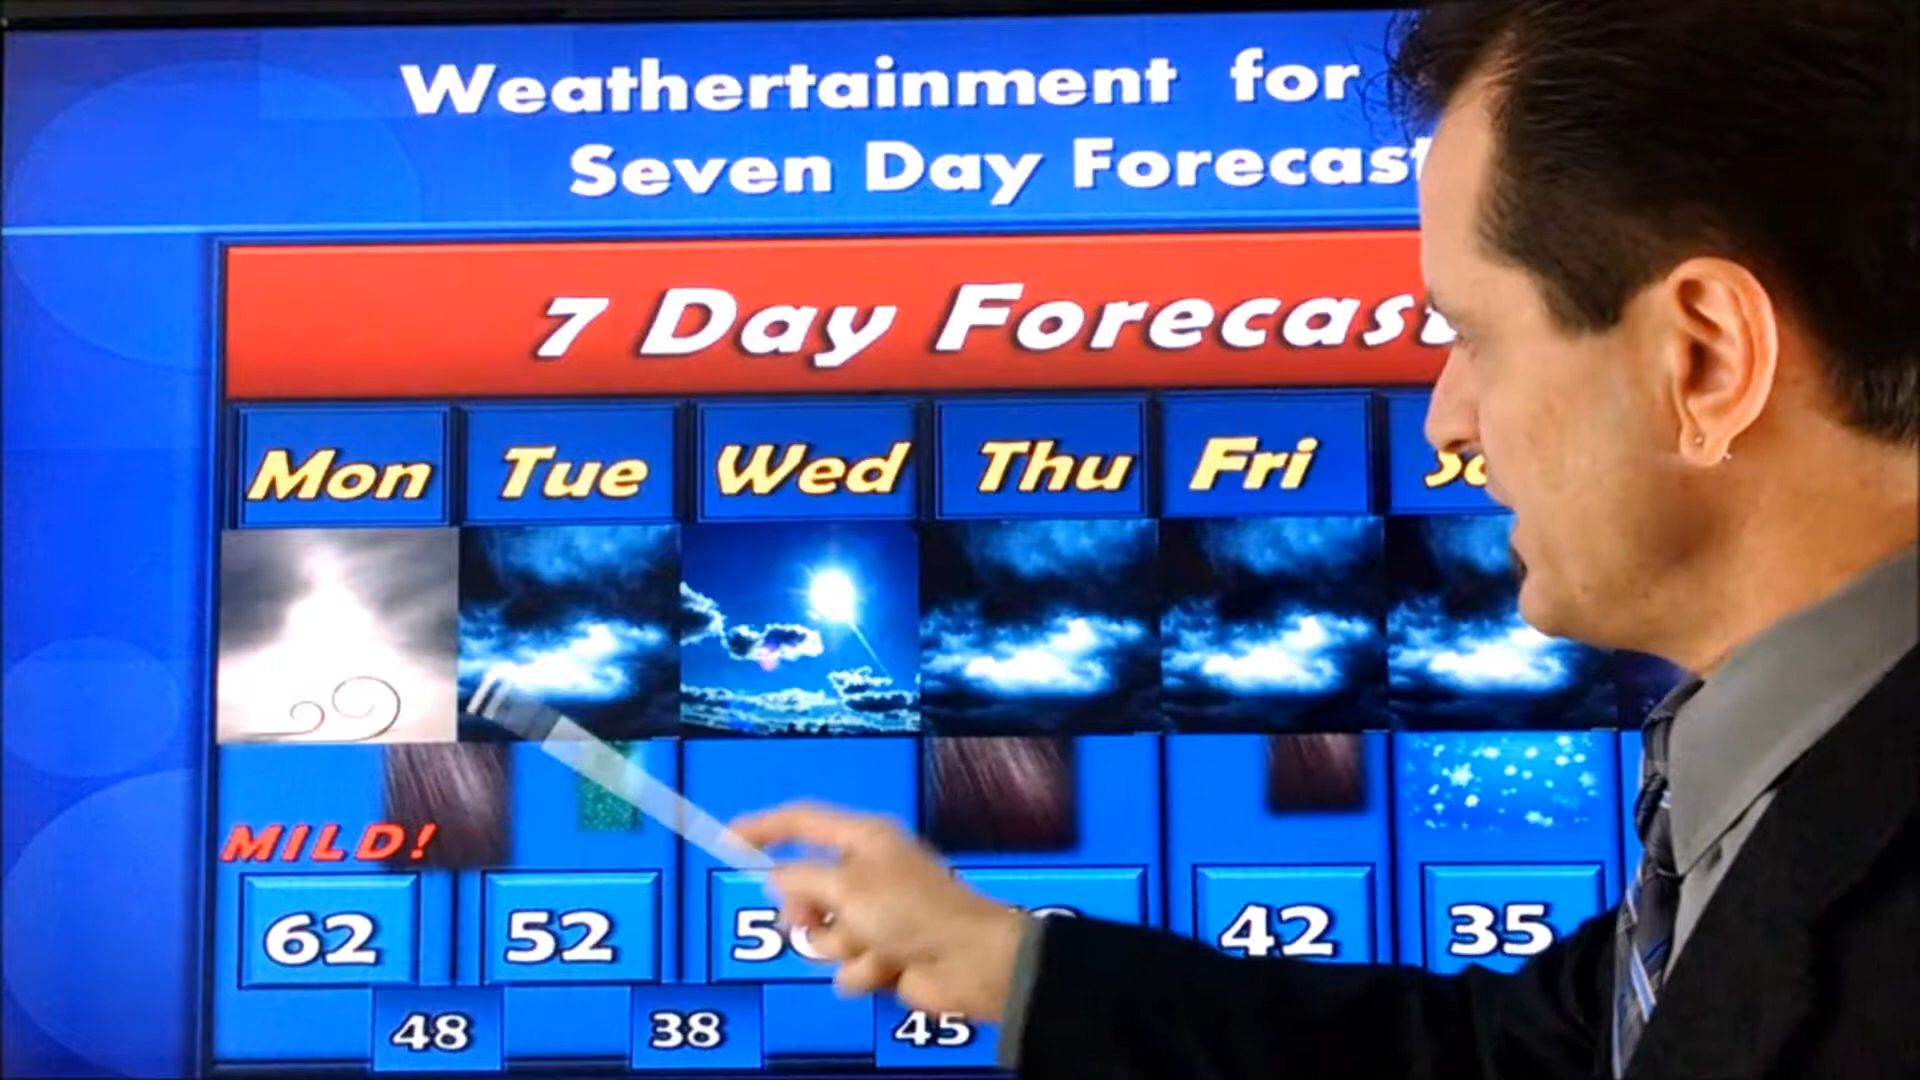 Weathertainment for
Seven Day Forecast
7 Day Forecast
Mon Tue Wed Thu Fri
MILD!
62 52 42 35
48 38 45